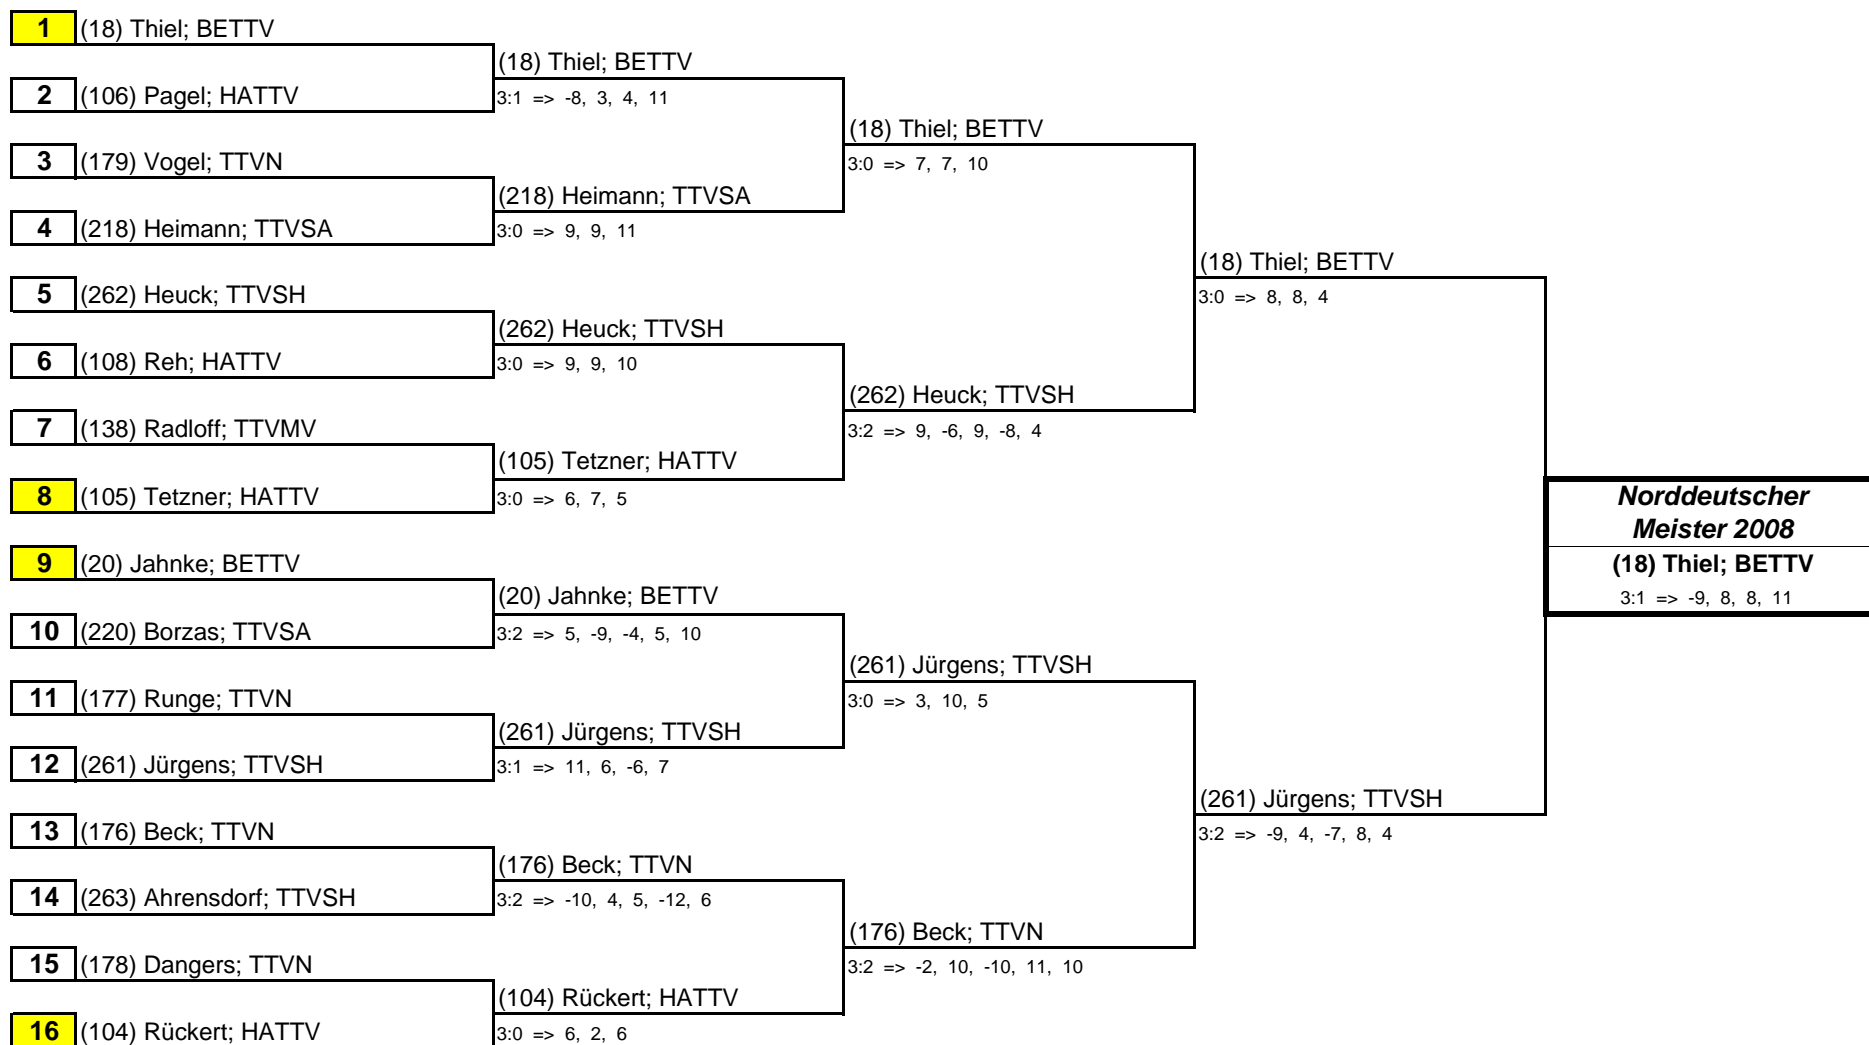 1 (18) Thiel; BETTV
(18) Thiel; BETTV
2 (106) Pagel; HATTV
3:1 => -8, 3, 4, 11
(18) Thiel; BETTV
3 (179) Vogel; TTVN
3:0 => 7, 7, 10
(218) Heimann; TTVSA
4 (218) Heimann; TTVSA
3:0 => 9, 9, 11
(18) Thiel; BETTV
5 (262) Heuck; TTVSH
3:0 => 8, 8, 4
(262) Heuck; TTVSH
6 (108) Reh; HATTV
3:0 => 9, 9, 10
(262) Heuck; TTVSH
7 (138) Radloff; TTVMV
3:2 => 9, -6, 9, -8, 4
(105) Tetzner; HATTV
8 (105) Tetzner; HATTV
3:0 => 6, 7, 5
Norddeutscher
Meister 2008
9 (20) Jahnke; BETTV
(18) Thiel; BETTV
(20) Jahnke; BETTV
3:1 => -9, 8, 8, 11
10 (220) Borzas; TTVSA
3:2 => 5, -9, -4, 5, 10
(261) Jürgens; TTVSH
11 (177) Runge; TTVN
3:0 => 3, 10, 5
(261) Jürgens; TTVSH
12 (261) Jürgens; TTVSH
3:1 => 11, 6, -6, 7
(261) Jürgens; TTVSH
13 (176) Beck; TTVN
3:2 => -9, 4, -7, 8, 4
(176) Beck; TTVN
14 (263) Ahrensdorf; TTVSH
3:2 => -10, 4, 5, -12, 6
(176) Beck; TTVN
15 (178) Dangers; TTVN
3:2 => -2, 10, -10, 11, 10
(104) Rückert; HATTV
16 (104) Rückert; HATTV
3:0 => 6, 2, 6